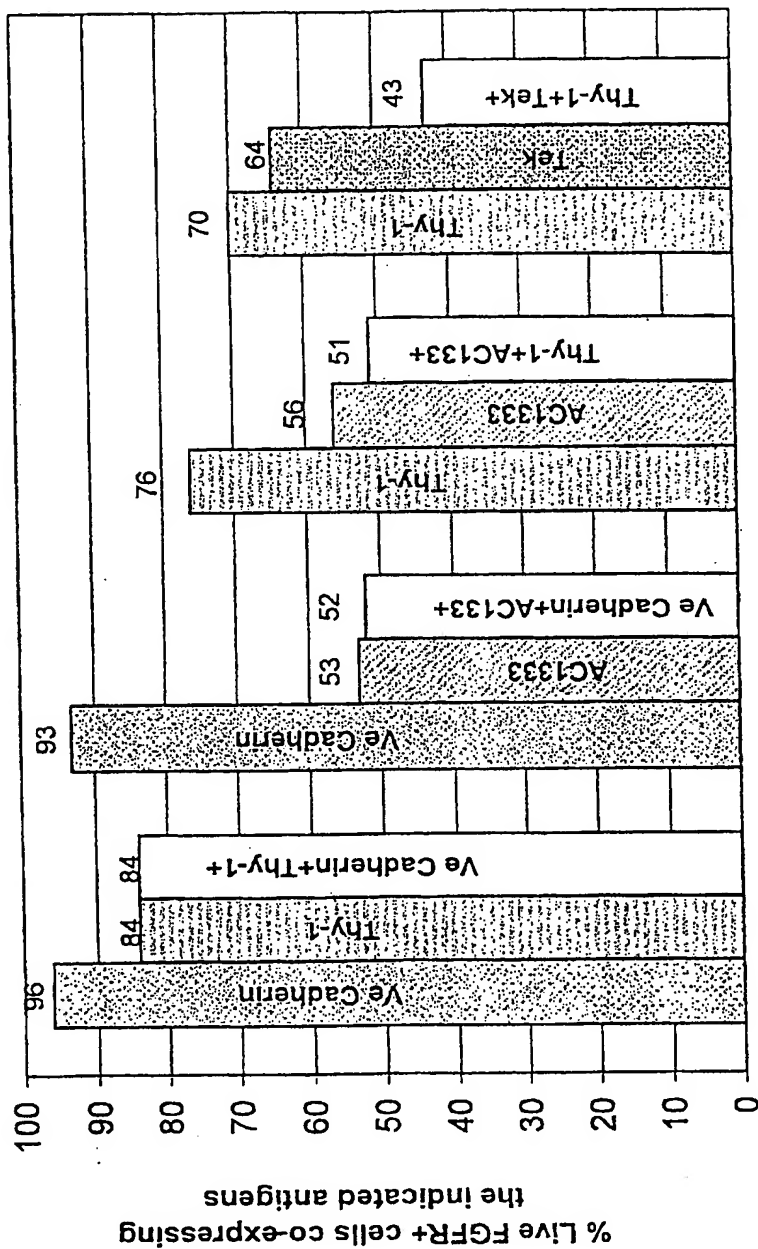 % Live FGFR+ cells co-expressing
the indicated antigens
100
90
80
70
60
50
40
30
20
10
0
96
84
84
93
53
52
76
56
51
70
64
43
Ve Cadherin
Thy-1
Ve Cadherin+Thy-1+
Ve Cadherin
AC1333
Ve Cadherin+AC133+
Thy-1
AC1333
Thy-1+AC133+
Thy-1
Tek
Thy-1+Tek+